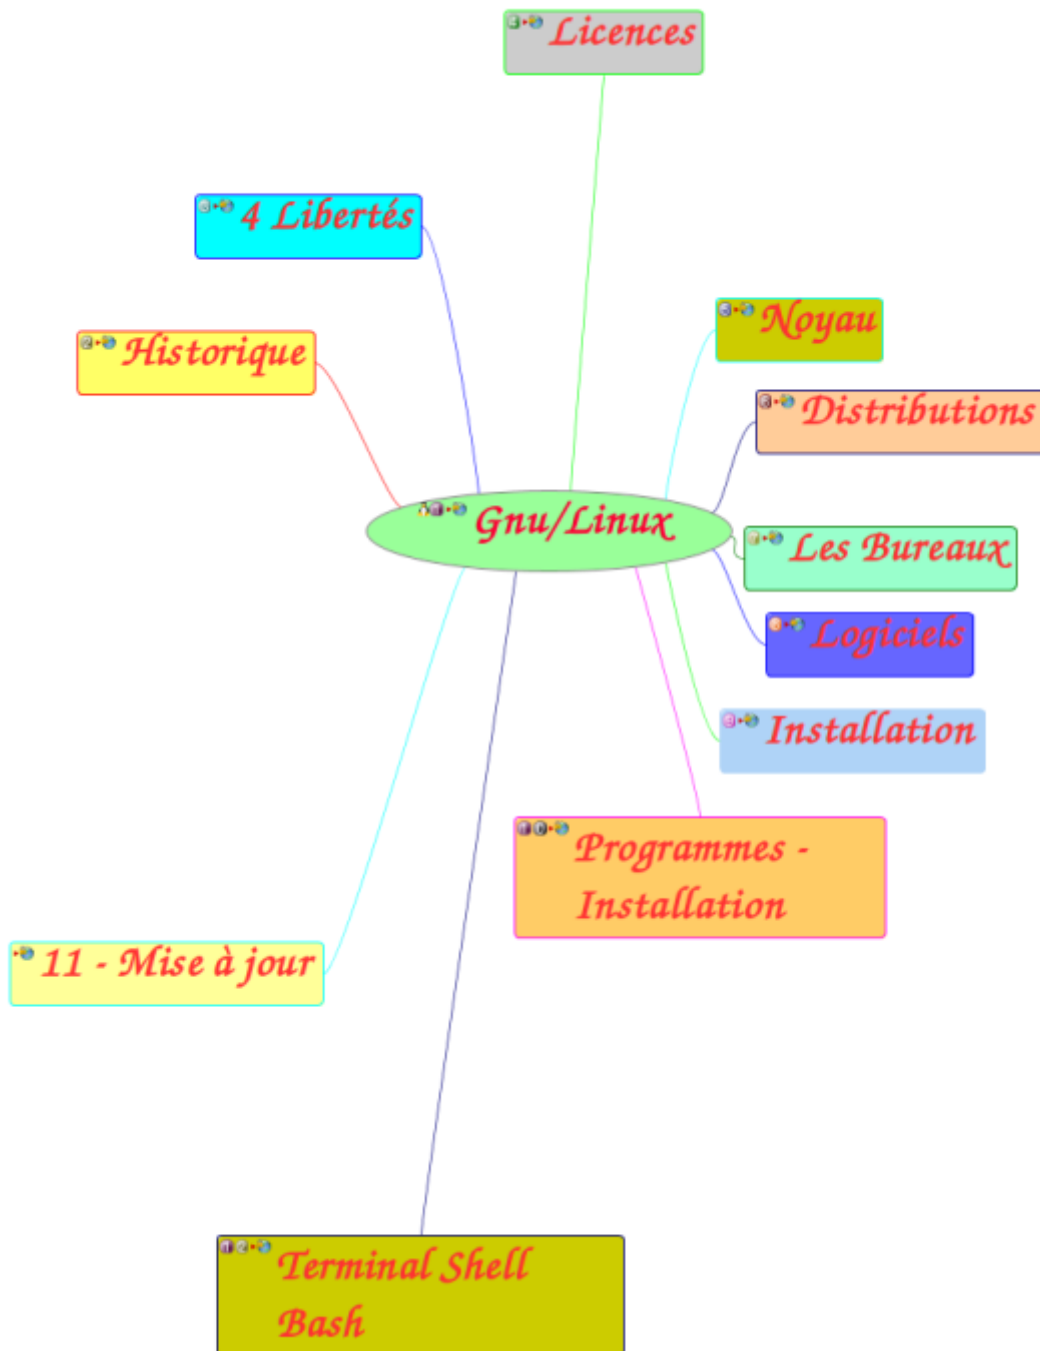 Licences
4 Libertés
Noyau
Historique
Distributions
Gnu/Linux
Les Bureaux
Logiciels
Installation
Programmes -
Installation
11 - Mise à jour
Terminal Shell
Bash